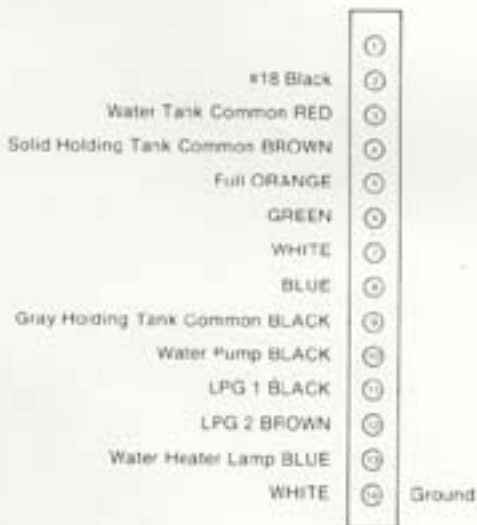 1
#18 Black 2
Water Tank Common RED 3
Solid Holding Tank Common BROWN 4
Full ORANGE 5
GREEN 6
WHITE 7
BLUE 8
Gray Holding Tank Common BLACK 9
Water Pump BLACK 10
LPG 1 BLACK 11
LPG 2 BROWN 12
Water Heater Lamp BLUE 13
WHITE 14 Ground